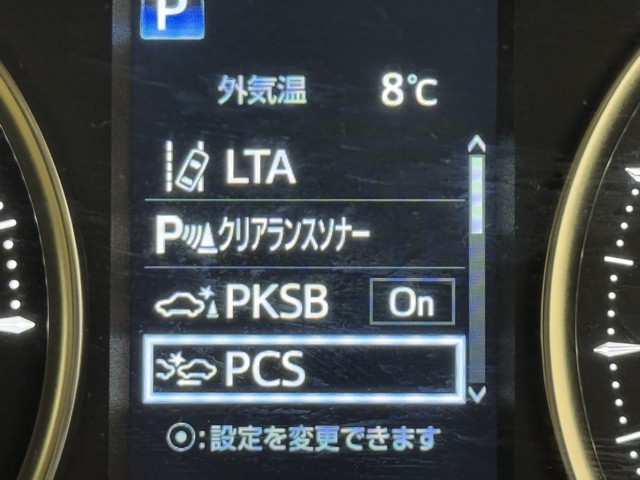 P
外気温 8℃
LTA
Pクリアランスソナー
PKSB On
PCS
:設定を変更できます